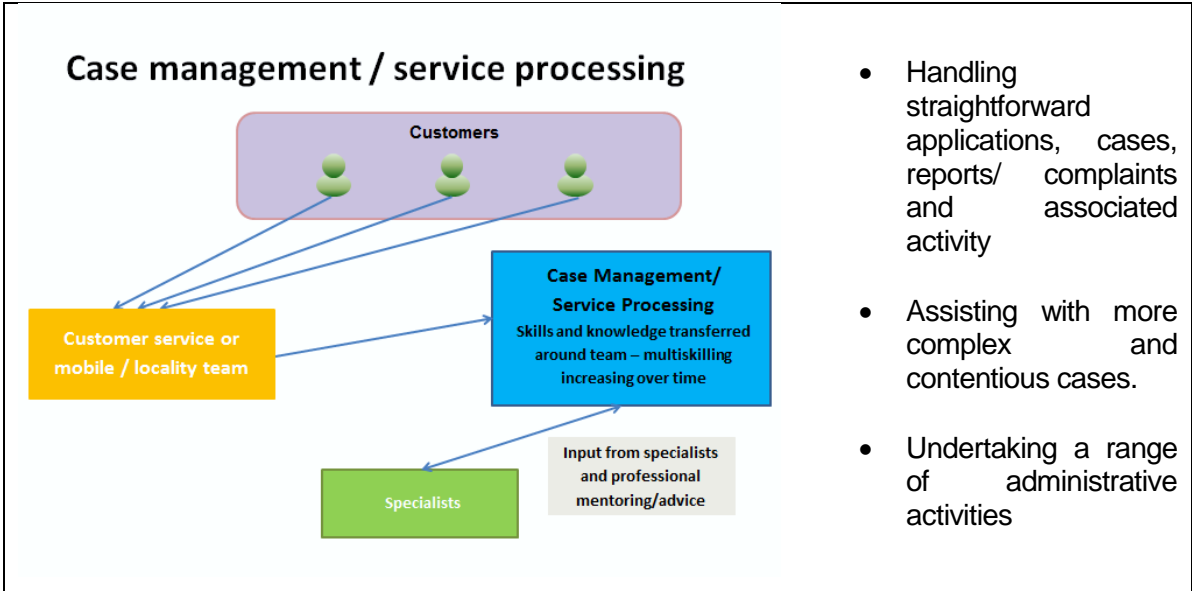 Case management / service processing
Customers
Case Management/
Service Processing
Skills and knowledge transferred
around team – multiskilling
increasing over time
Customer service or
mobile / locality team
Input from specialists
and professional
mentoring/advice
Specialists
• Handling
straightforward
applications, cases,
reports/ complaints
and associated
activity
• Assisting with more
complex and
contentious cases.
• Undertaking a range
of administrative
activities